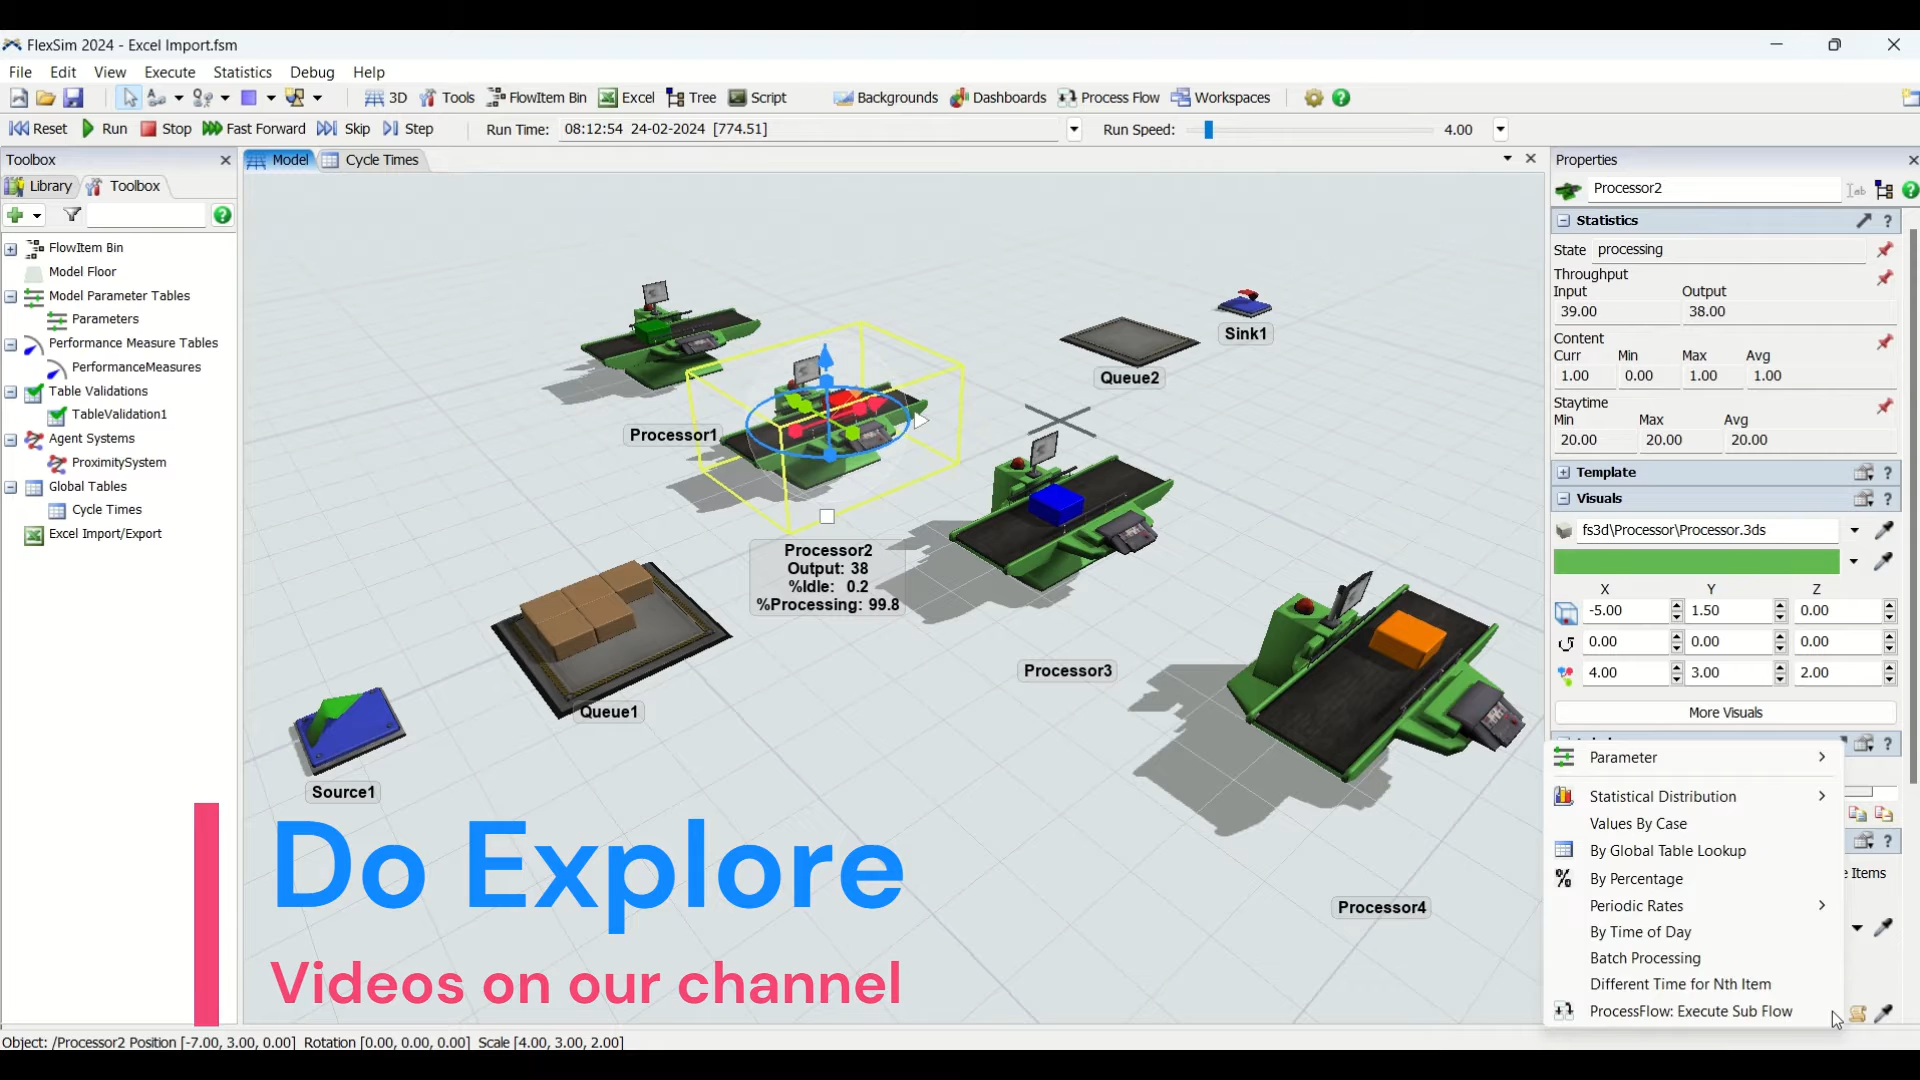 FlexSim 2024 - Excel Import.fsm
File Edit View Execute Statistics Debug Help
3D Tools FlowItem Bin Excel Tree Script Backgrounds Dashboards Process Flow Workspaces
Reset Run Stop Fast Forward Skip Step Run Time: 08:12:54 24-02-2024 [774.51] Run Speed: 4.00
Toolbox
Model Cycle Times
Library Toolbox
FlowItem Bin
Model Floor
Model Parameter Tables
Parameters
Performance Measure Tables
PerformanceMeasures
Table Validations
TableValidation1
Agent Systems
ProximitySystem
Global Tables
Cycle Times
Excel Import/Export
Sink1
Queue2
Processor1
Processor2
Output: 38
%Idle: 0.2
%Processing: 99.8
Processor3
Queue1
Source1
Processor4
Do Explore
Videos on our channel
Properties
Processor2
Statistics
State processing
Throughput
Input Output
39.00 38.00
Content
Curr Min Max Avg
1.00 0.00 1.00 1.00
Staytime
Min Max Avg
20.00 20.00 20.00
Template
Visuals
fs3d\Processor\Processor.3ds
X Y Z
-5.00 1.50 0.00
0.00 0.00 0.00
4.00 3.00 2.00
More Visuals
Parameter
Statistical Distribution
Values By Case
By Global Table Lookup
By Percentage
Periodic Rates
By Time of Day
Batch Processing
Different Time for Nth Item
ProcessFlow: Execute Sub Flow
e Items
Object: /Processor2 Position [-7.00, 3.00, 0.00] Rotation [0.00, 0.00, 0.00] Scale [4.00, 3.00, 2.00]